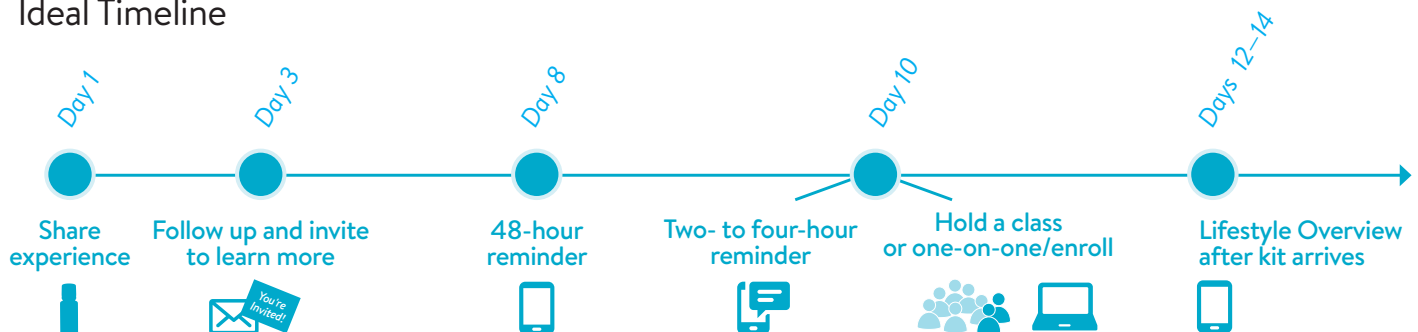 Ideal Timeline
Day 1
Day 3
Day 8
Day 10
Days 12–14
Share
experience
Follow up and invite
to learn more
48-hour
reminder
Two- to four-hour
reminder
Hold a class
or one-on-one/enroll
Lifestyle Overview
after kit arrives
You're
Invited!